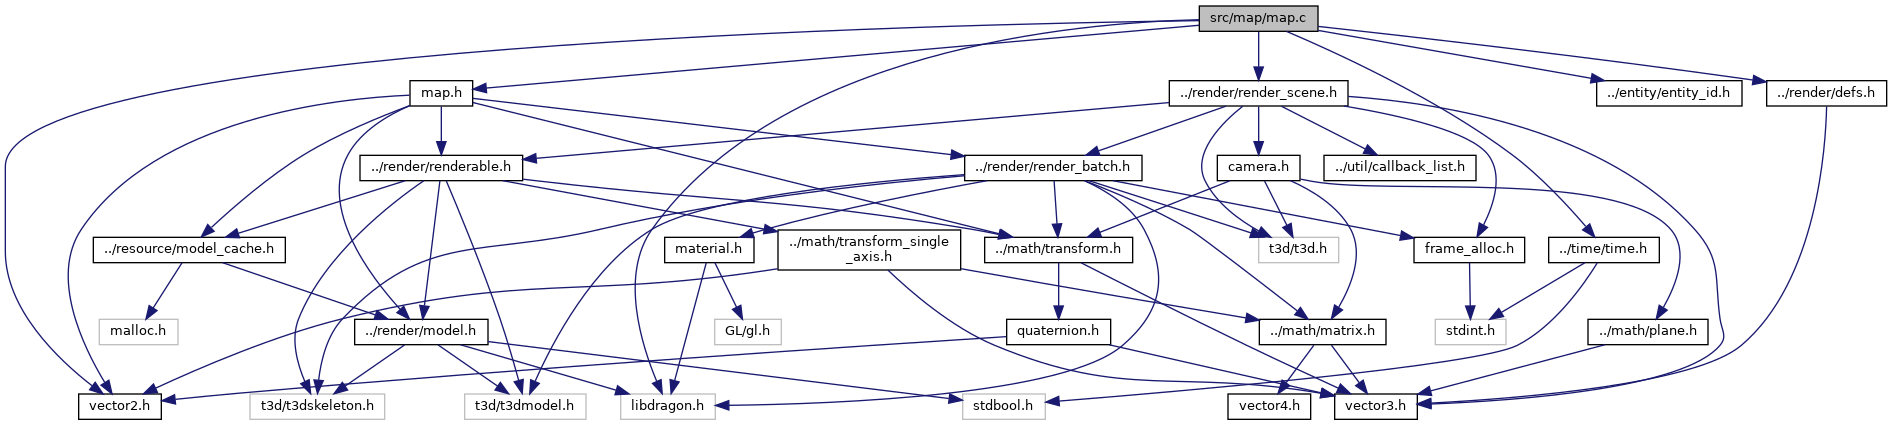 src/map/map.c
map.h
../render/render_scene.h
../entity/entity_id.h
../render/defs.h
../render/renderable.h
../render/render_batch.h
camera.h
../util/callback_list.h
../resource/model_cache.h
material.h
../math/transform_single
_axis.h
../math/transform.h
t3d/t3d.h
frame_alloc.h
../time/time.h
malloc.h
../render/model.h
GL/gl.h
quaternion.h
../math/matrix.h
stdint.h
../math/plane.h
vector2.h
t3d/t3dskeleton.h
t3d/t3dmodel.h
libdragon.h
stdbool.h
vector4.h
vector3.h